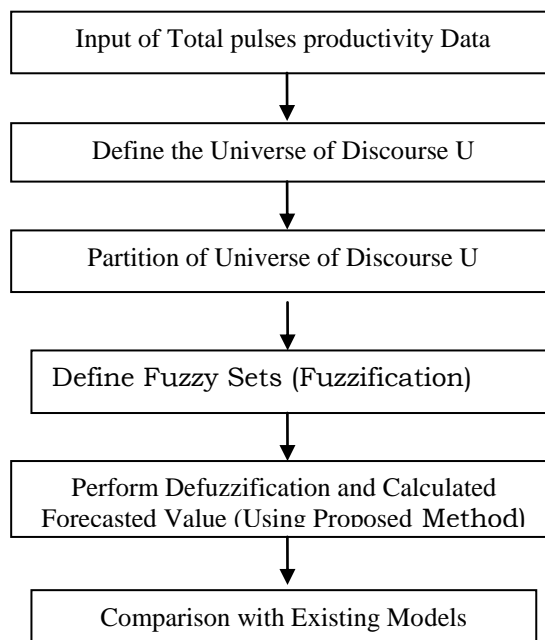 Input of Total pulses productivity Data
Define the Universe of Discourse U
Partition of Universe of Discourse U
Define Fuzzy Sets (Fuzzification)
Perform Defuzzification and Calculated
Forecasted Value (Using Proposed Method)
Comparison with Existing Models